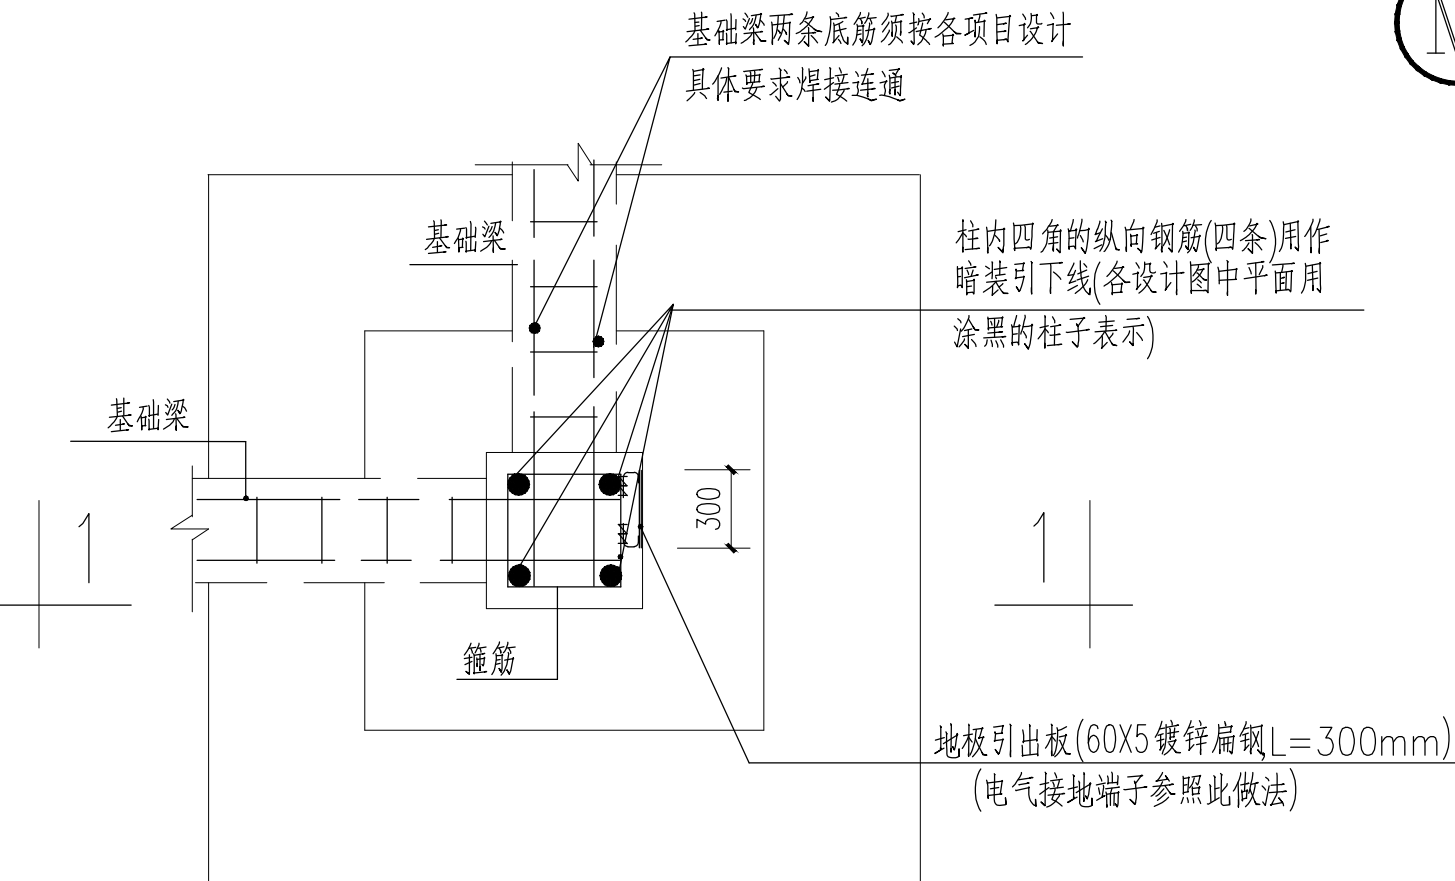 基础梁两条底筋须按各项目设计
具体要求焊接连通
N
基础梁
柱内四角的纵向钢筋(四条)用作
暗装引下线(各设计图中平面用
涂黑的柱子表示)
基础梁
300
1
1
箍筋
地极引出板(60X5镀锌扁钢,L=300mm)
(电气接地端子参照此做法)